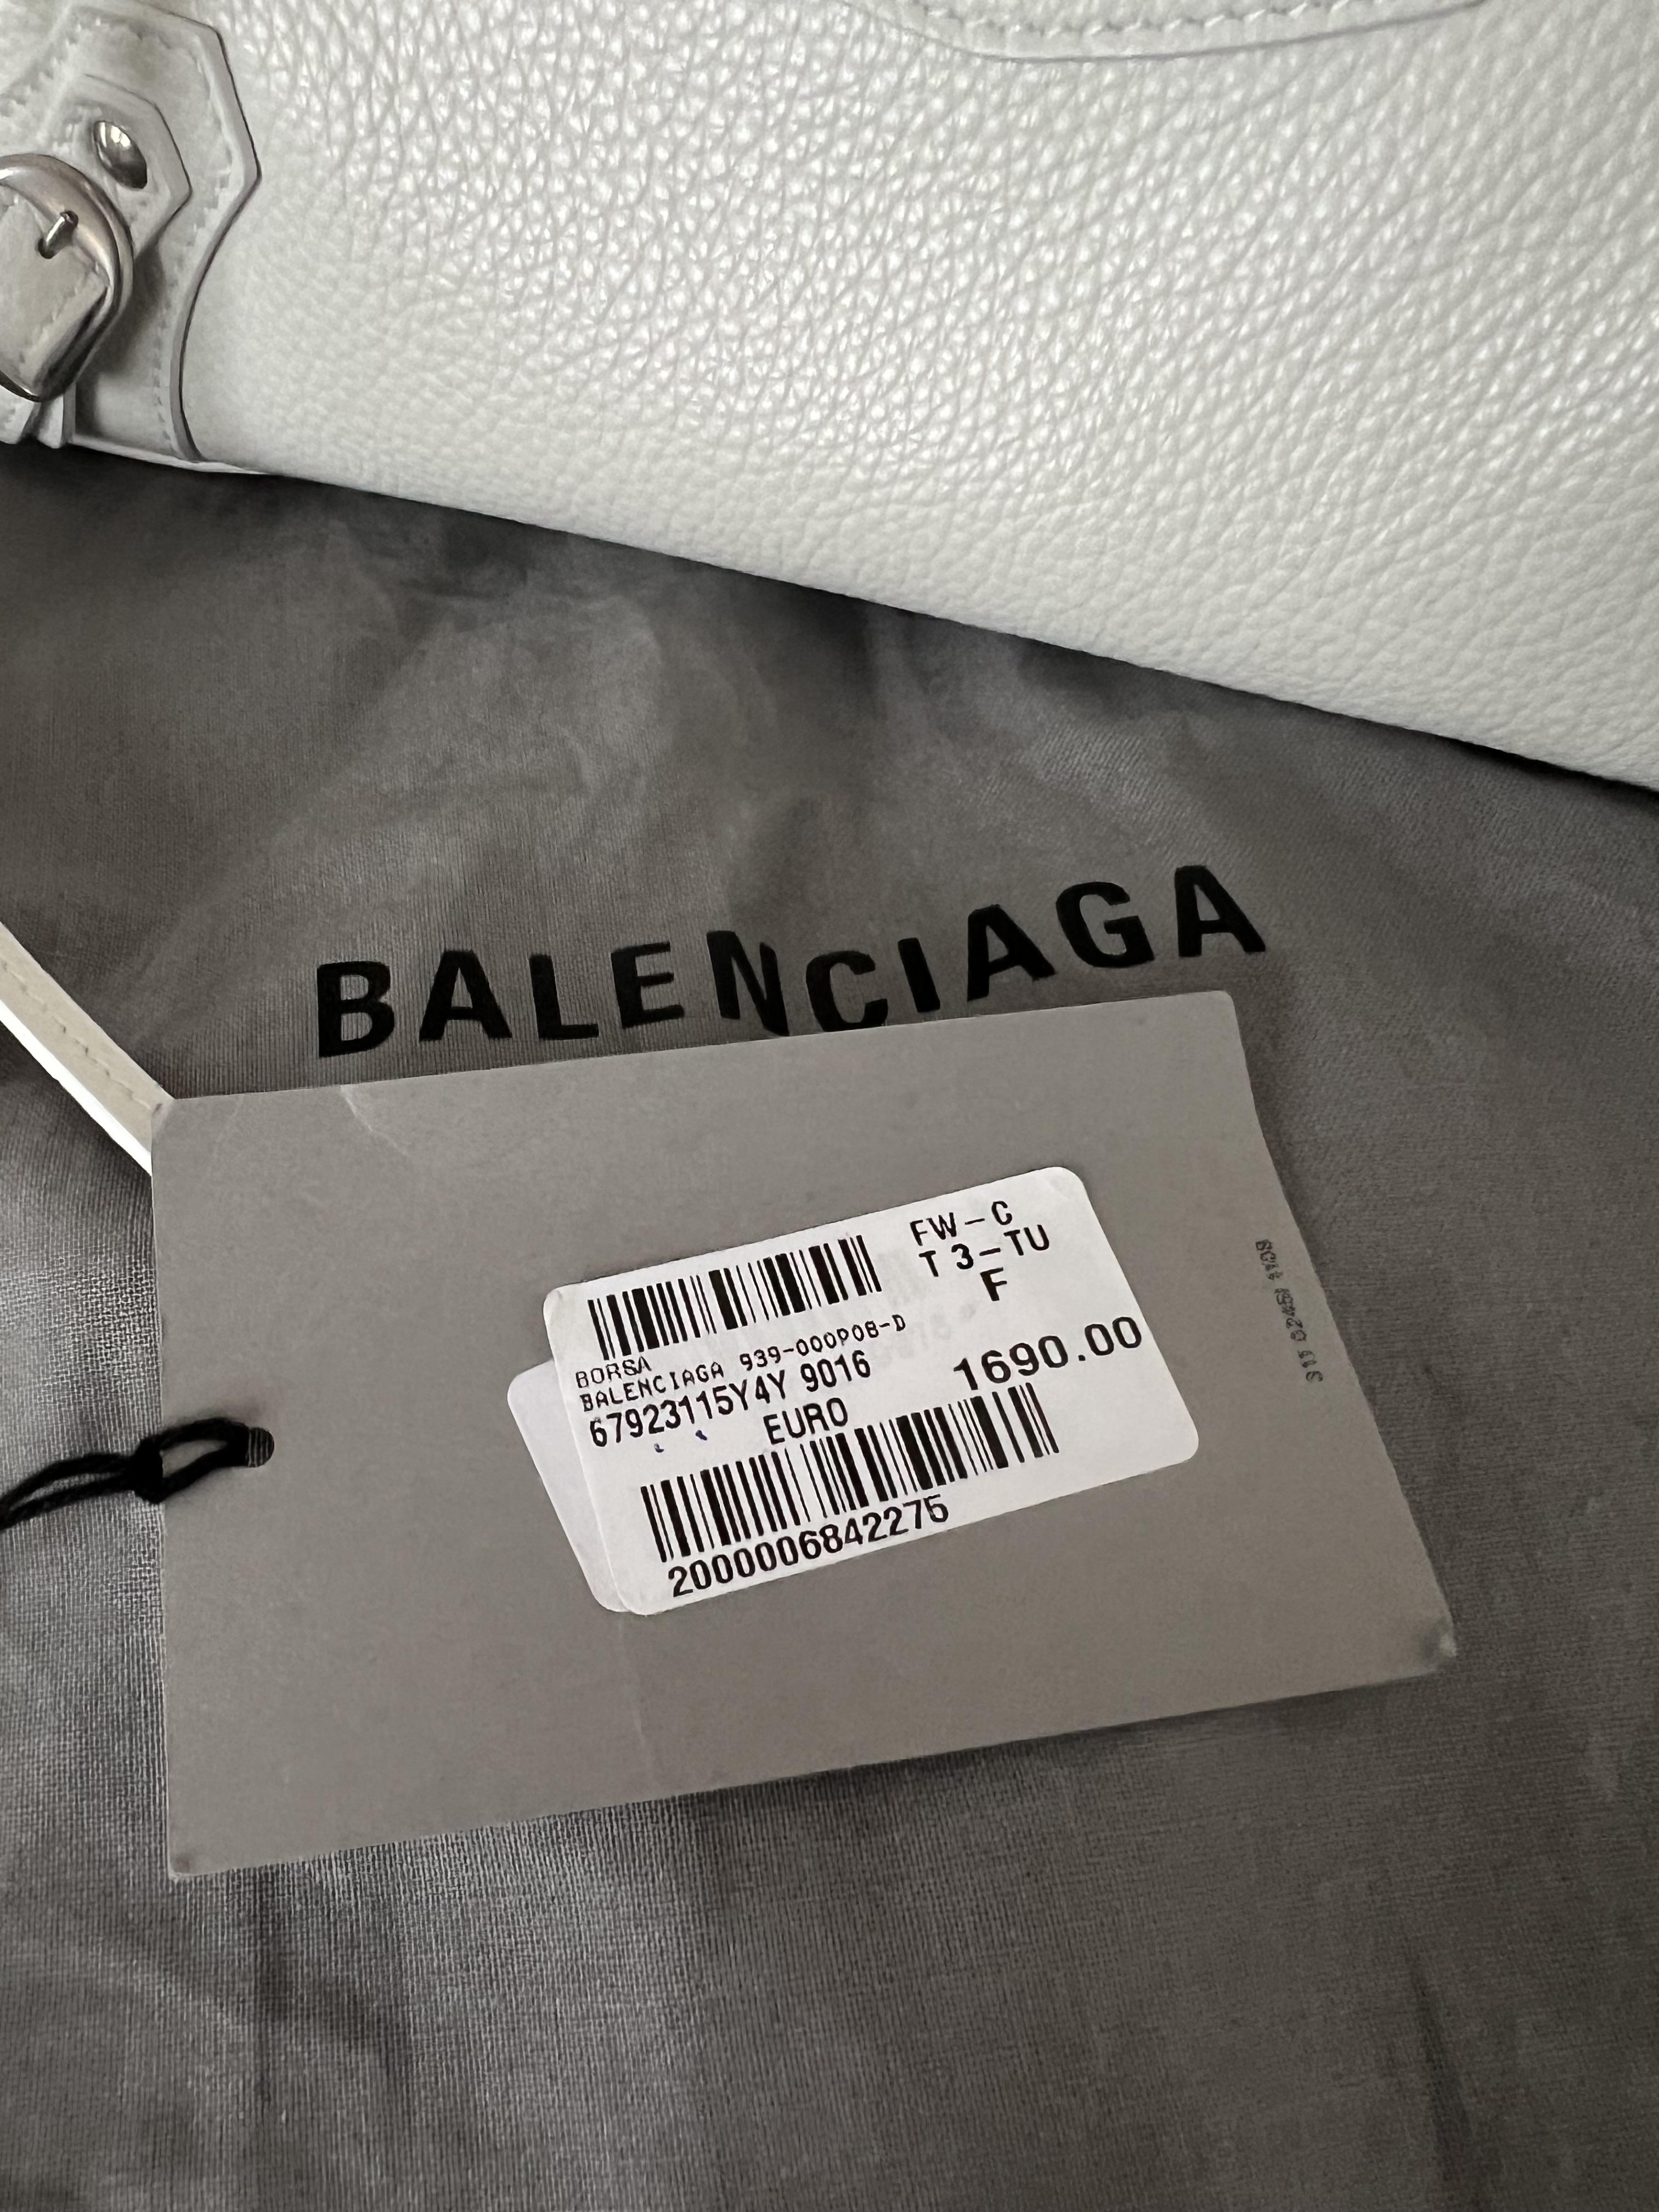 BALENCIAGA
FW-C
T 3-TU
F
BORSA
BALENCIAGA 939-000P08-D
67923115Y4Y 9016
1690.00
EURO
2000006842275